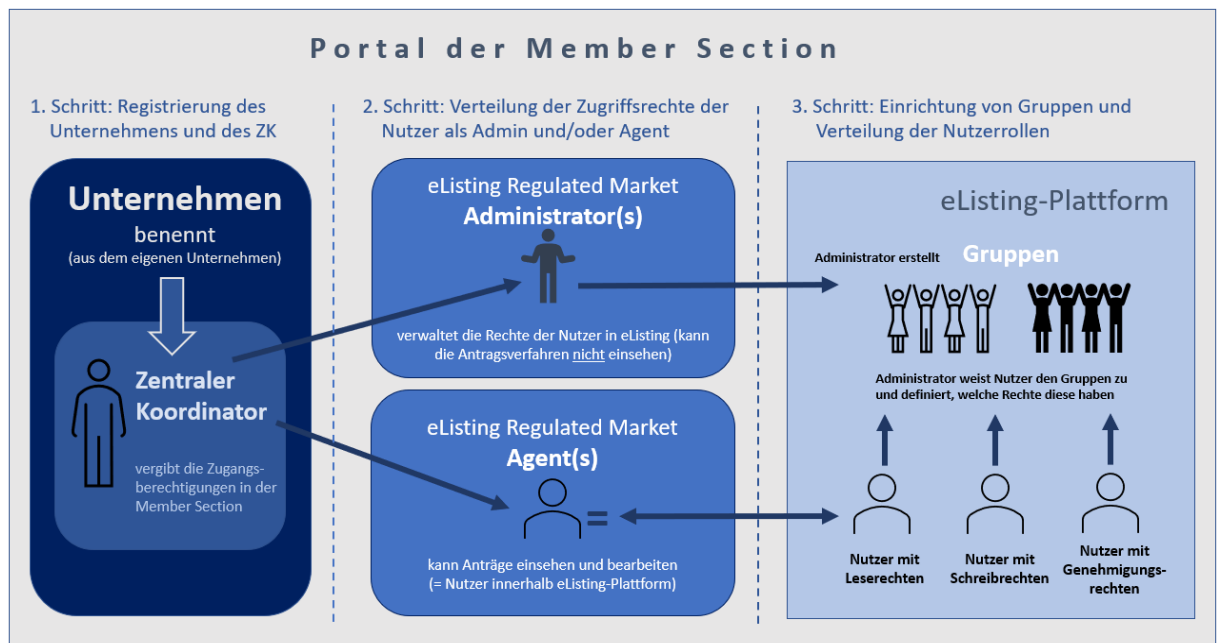 Portal der Member Section
1. Schritt: Registrierung des
Unternehmens und des ZK
Unternehmen
benennt
(aus dem eigenen Unternehmen)
Zentraler
Koordinator
vergibt die Zugangs-
berechtigungen in der
Member Section
2. Schritt: Verteilung der Zugriffsrechte der
Nutzer als Admin und/oder Agent
eListing Regulated Market
Administrator(s)
verwaltet die Rechte der Nutzer in eListing (kann
die Antragsverfahren nicht einsehen)
eListing Regulated Market
Agent(s)
=
kann Anträge einsehen und bearbeiten
(= Nutzer innerhalb eListing-Plattform)
3. Schritt: Einrichtung von Gruppen und
Verteilung der Nutzerrollen
eListing-Plattform
Administrator erstellt Gruppen
Administrator weist Nutzer den Gruppen zu
und definiert, welche Rechte diese haben
Nutzer mit
Leserechten
Nutzer mit
Schreibrechten
Nutzer mit
Genehmigungs-
rechten